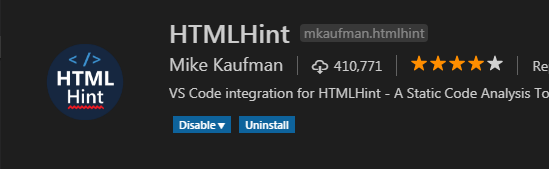 </>
HTML
Hint
HTMLHint mkaufman.htmlhint
Mike Kaufman | 410,771 | Re
VS Code integration for HTMLHint - A Static Code Analysis To
Disable Uninstall